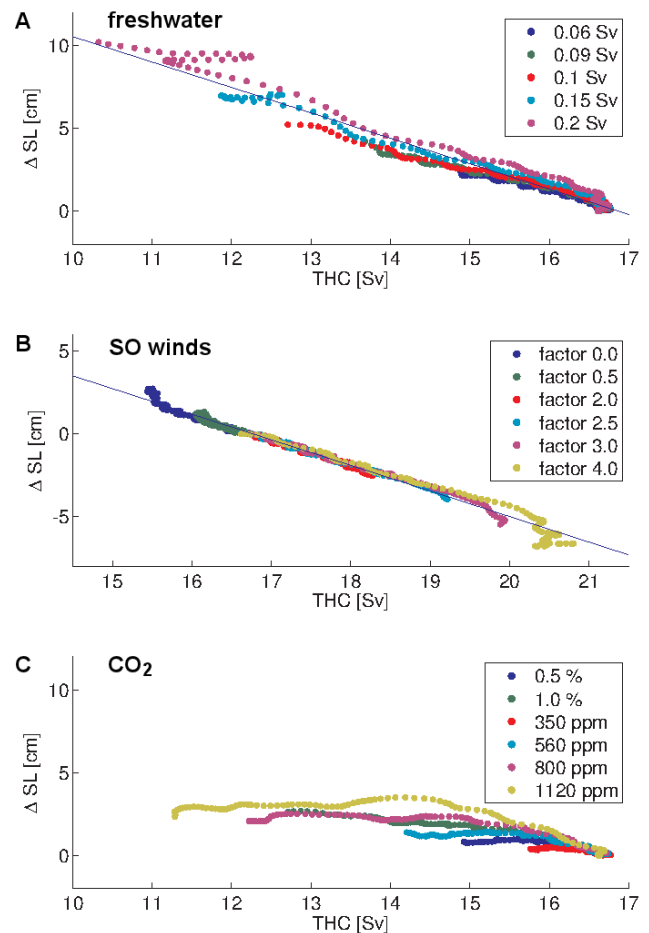 A freshwater
0.06 Sv
0.09 Sv
0.1 Sv
0.15 Sv
0.2 Sv
Δ SL [cm]
10
5
0
10 11 12 13 14 15 16 17
THC [Sv]
B SO winds
factor 0.0
factor 0.5
factor 2.0
factor 2.5
factor 3.0
factor 4.0
Δ SL [cm]
5
0
-5
15 16 17 18 19 20 21
THC [Sv]
C CO₂
0.5 %
1.0 %
350 ppm
560 ppm
800 ppm
1120 ppm
Δ SL [cm]
10
5
0
10 11 12 13 14 15 16 17
THC [Sv]